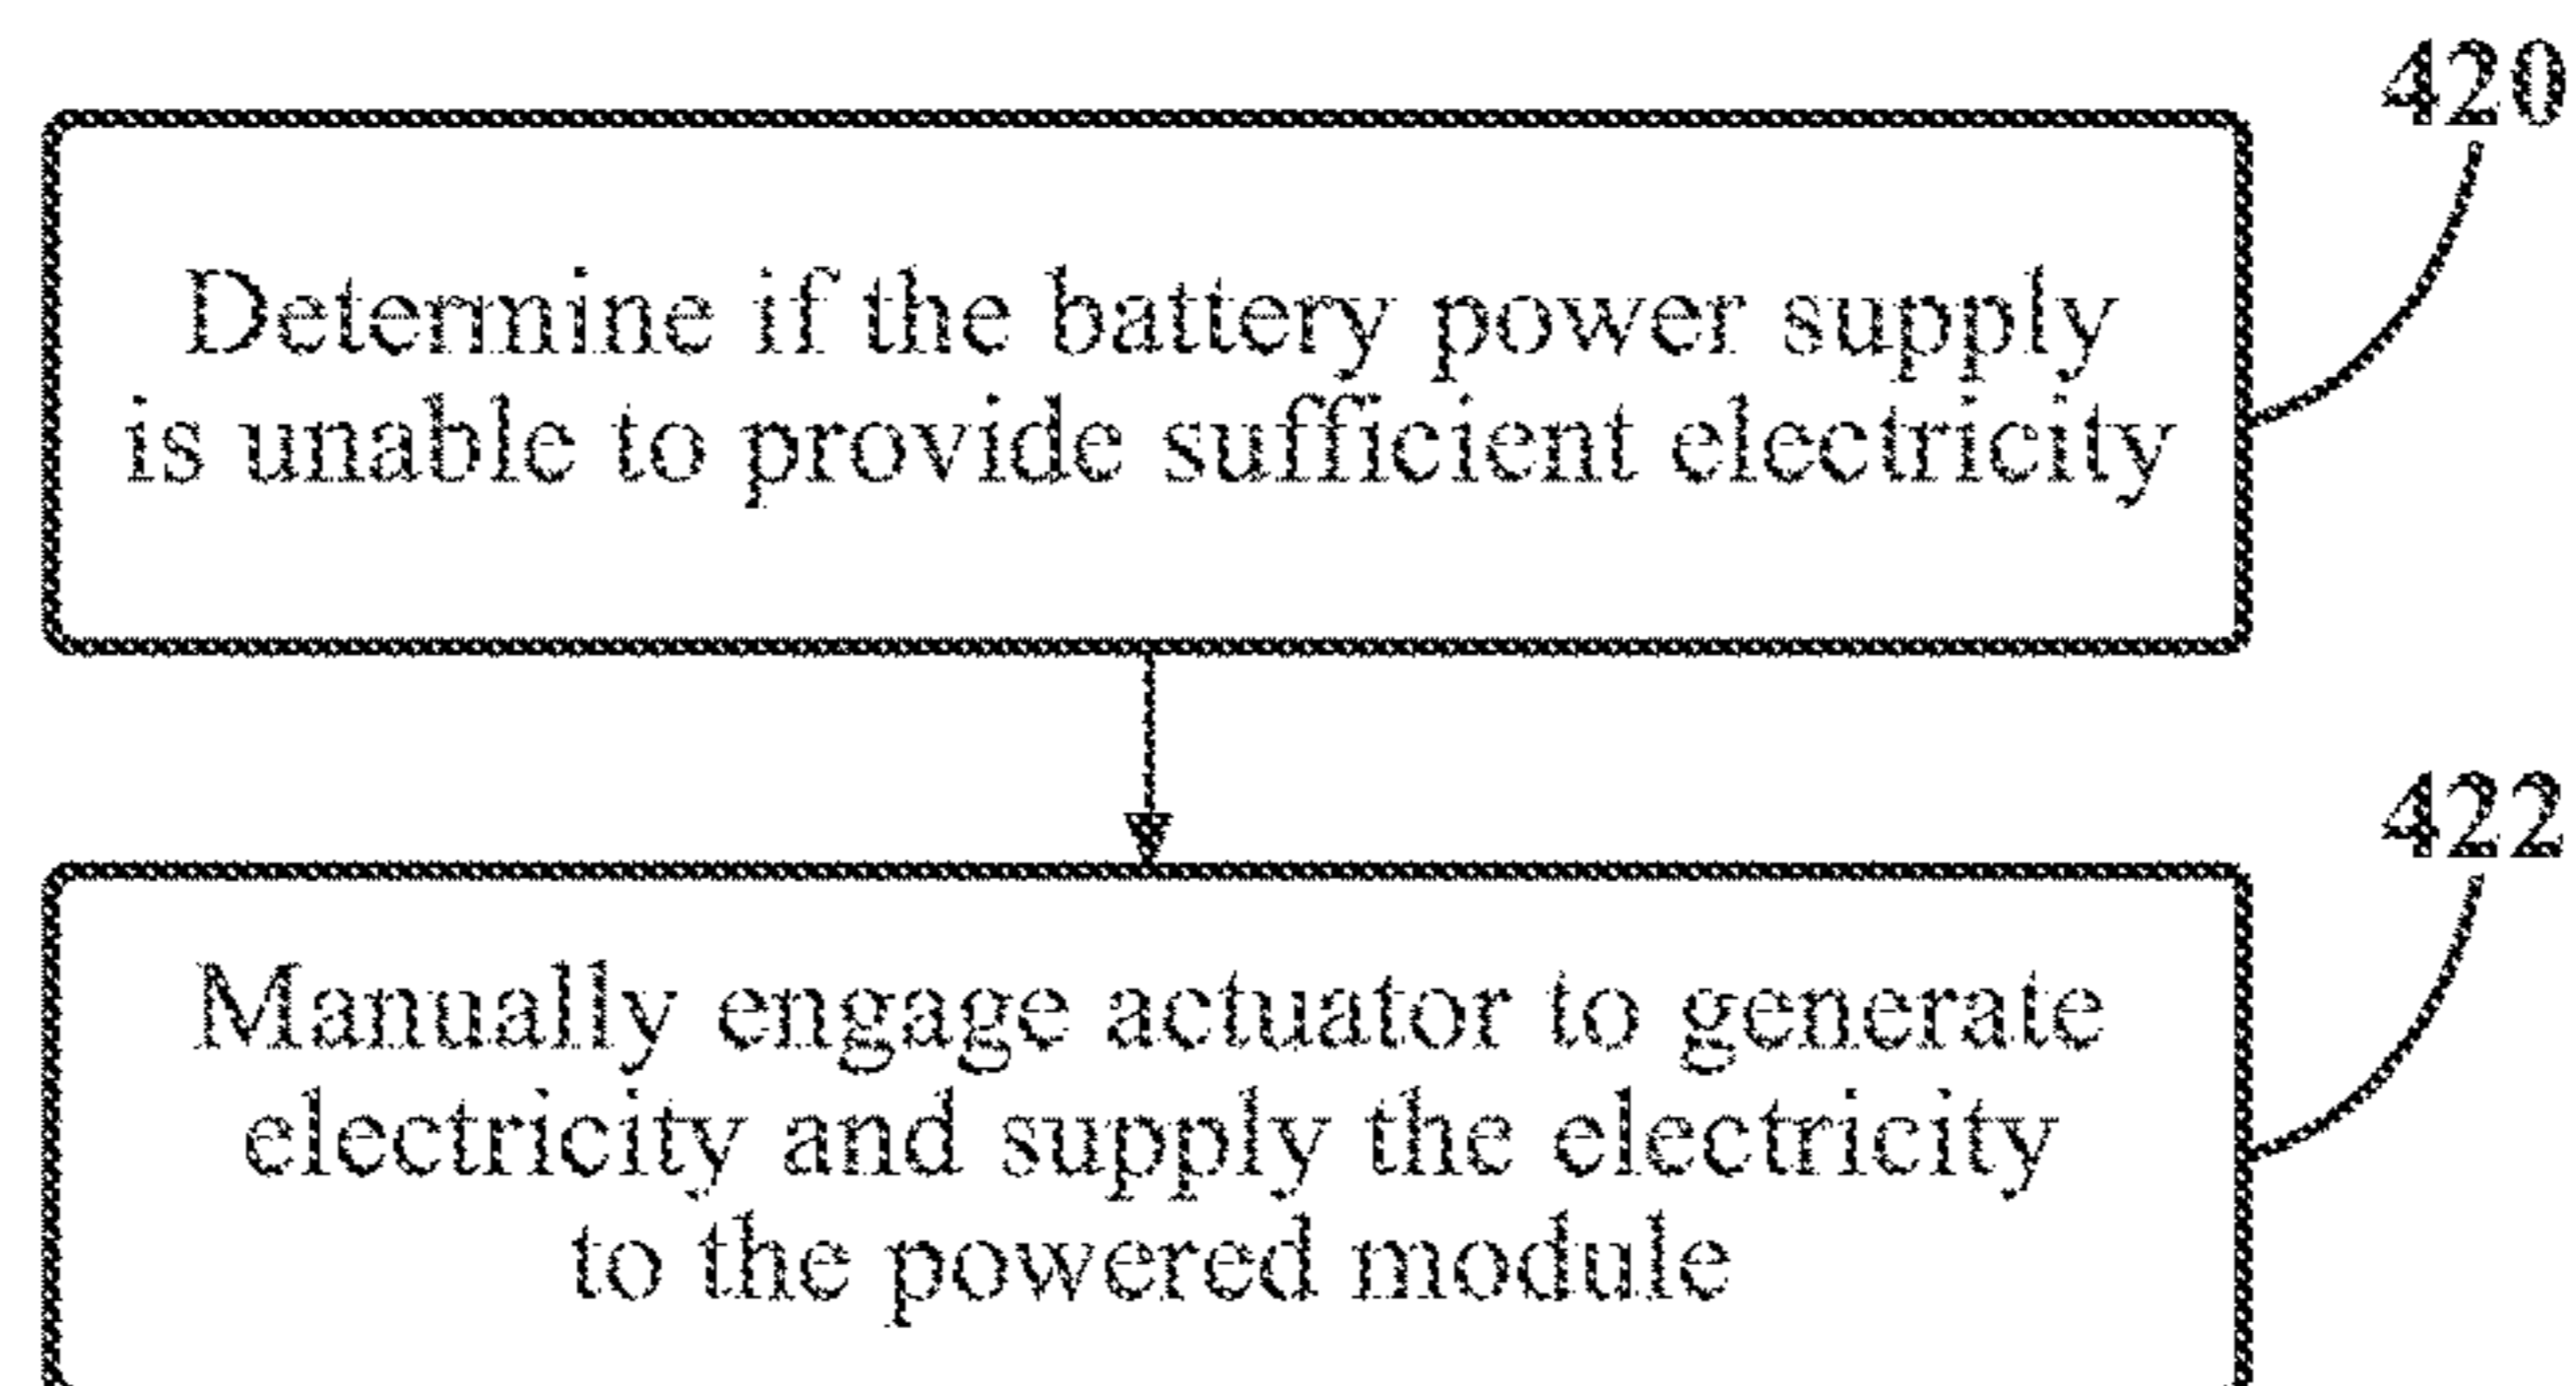 420
Determine if the battery power supply
is unable to provide sufficient electricity
422
Manually engage actuator to generate
electricity and supply the electricity
to the powered module